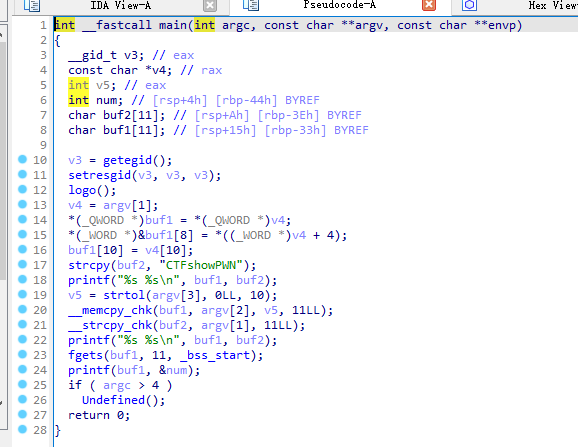 IDA View-A Pseudocode-A Hex View
1 int __fastcall main(int argc, const char **argv, const char **envp)
2 {
3 __gid_t v3; // eax
4 const char *v4; // rax
5 int v5; // eax
6 int num; // [rsp+4h] [rbp-44h] BYREF
7 char buf2[11]; // [rsp+Ah] [rbp-3Eh] BYREF
8 char buf1[11]; // [rsp+15h] [rbp-33h] BYREF
9
10 v3 = getegid();
11 setresgid(v3, v3, v3);
12 logo();
13 v4 = argv[1];
14 *(_QWORD *)buf1 = *(_QWORD *)v4;
15 *(_WORD *)&buf1[8] = *((_WORD *)v4 + 4);
16 buf1[10] = v4[10];
17 strcpy(buf2, "CTFshowPWN");
18 printf("%s %s\n", buf1, buf2);
19 v5 = strtol(argv[3], 0LL, 10);
20 __memcpy_chk(buf1, argv[2], v5, 11LL);
21 __strcpy_chk(buf2, argv[1], 11LL);
22 printf("%s %s\n", buf1, buf2);
23 fgets(buf1, 11, _bss_start);
24 printf(buf1, &num);
25 if ( argc > 4 )
26 Undefined();
27 return 0;
28 }